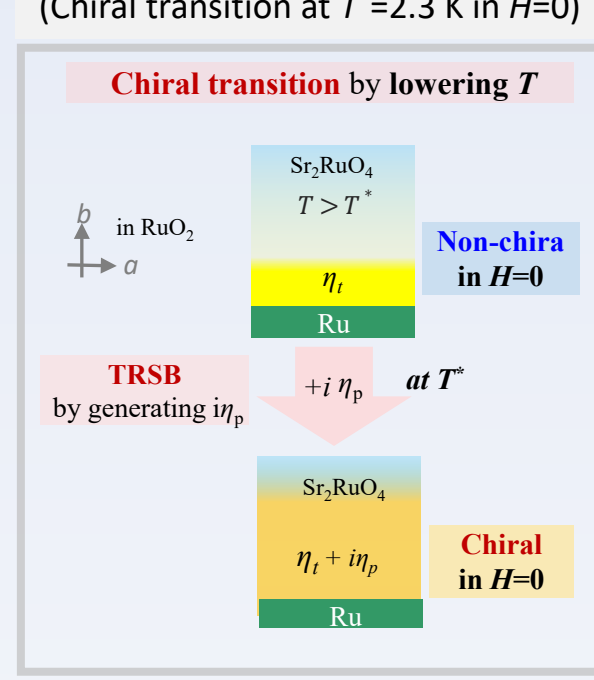 (Chiral transition at T*=2.3 K in H=0)
Chiral transition by lowering T
Sr₂RuO₄
T > T*
b
in RuO₂
a
Non-chira
in H=0
ηₜ
Ru
TRSB
by generating iηₚ
+i ηₚ
at T*
Sr₂RuO₄
ηₜ + iηₚ
Chiral
in H=0
Ru